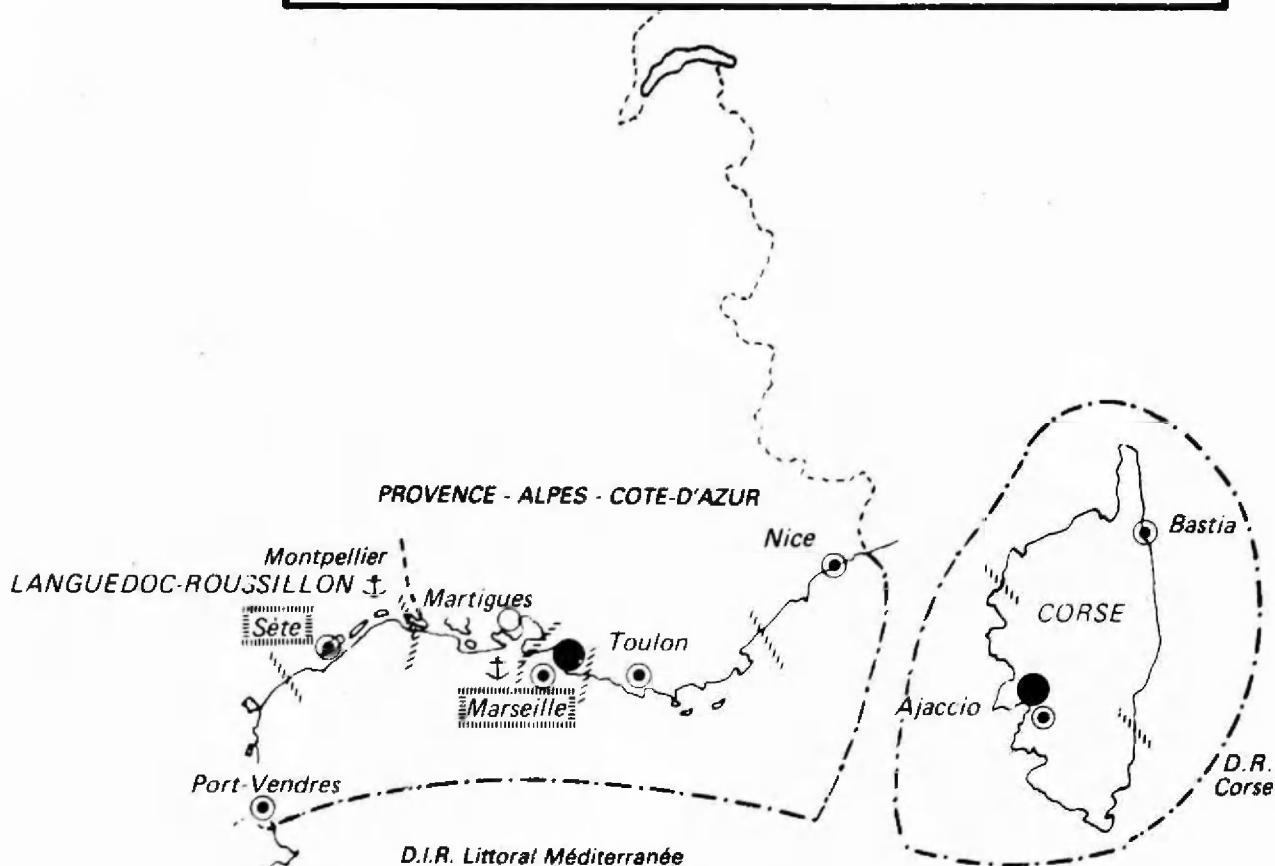 PROVENCE - ALPES - COTE-D'AZUR
Montpellier
LANGUEDOC-ROUSSILLON
Nice
Bastia
Martigues
CORSE
Sète
Toulon
Marseille
Ajaccio
Port-Vendres
D.R.
Corse
D.I.R. Littoral Méditerranée